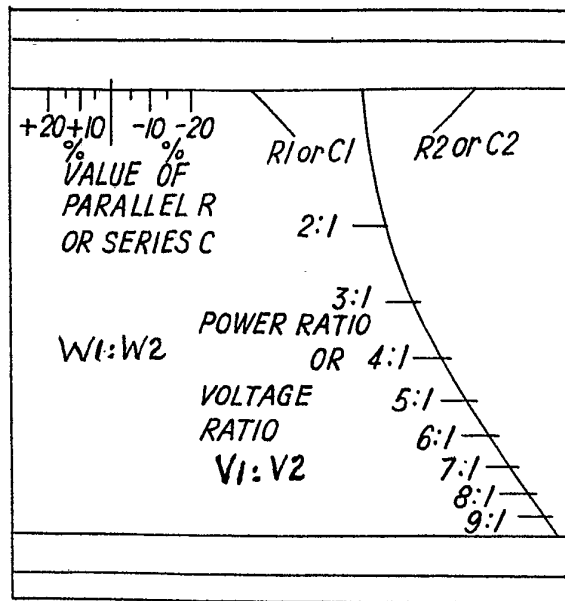 +20 +10 -10 -20
% %
R1 or C1
R2 or C2
VALUE OF
PARALLEL R
OR SERIES C
2:1
3:1
POWER RATIO
W1:W2
OR 4:1
VOLTAGE
5:1
RATIO
6:1
V1:V2
7:1
8:1
9:1